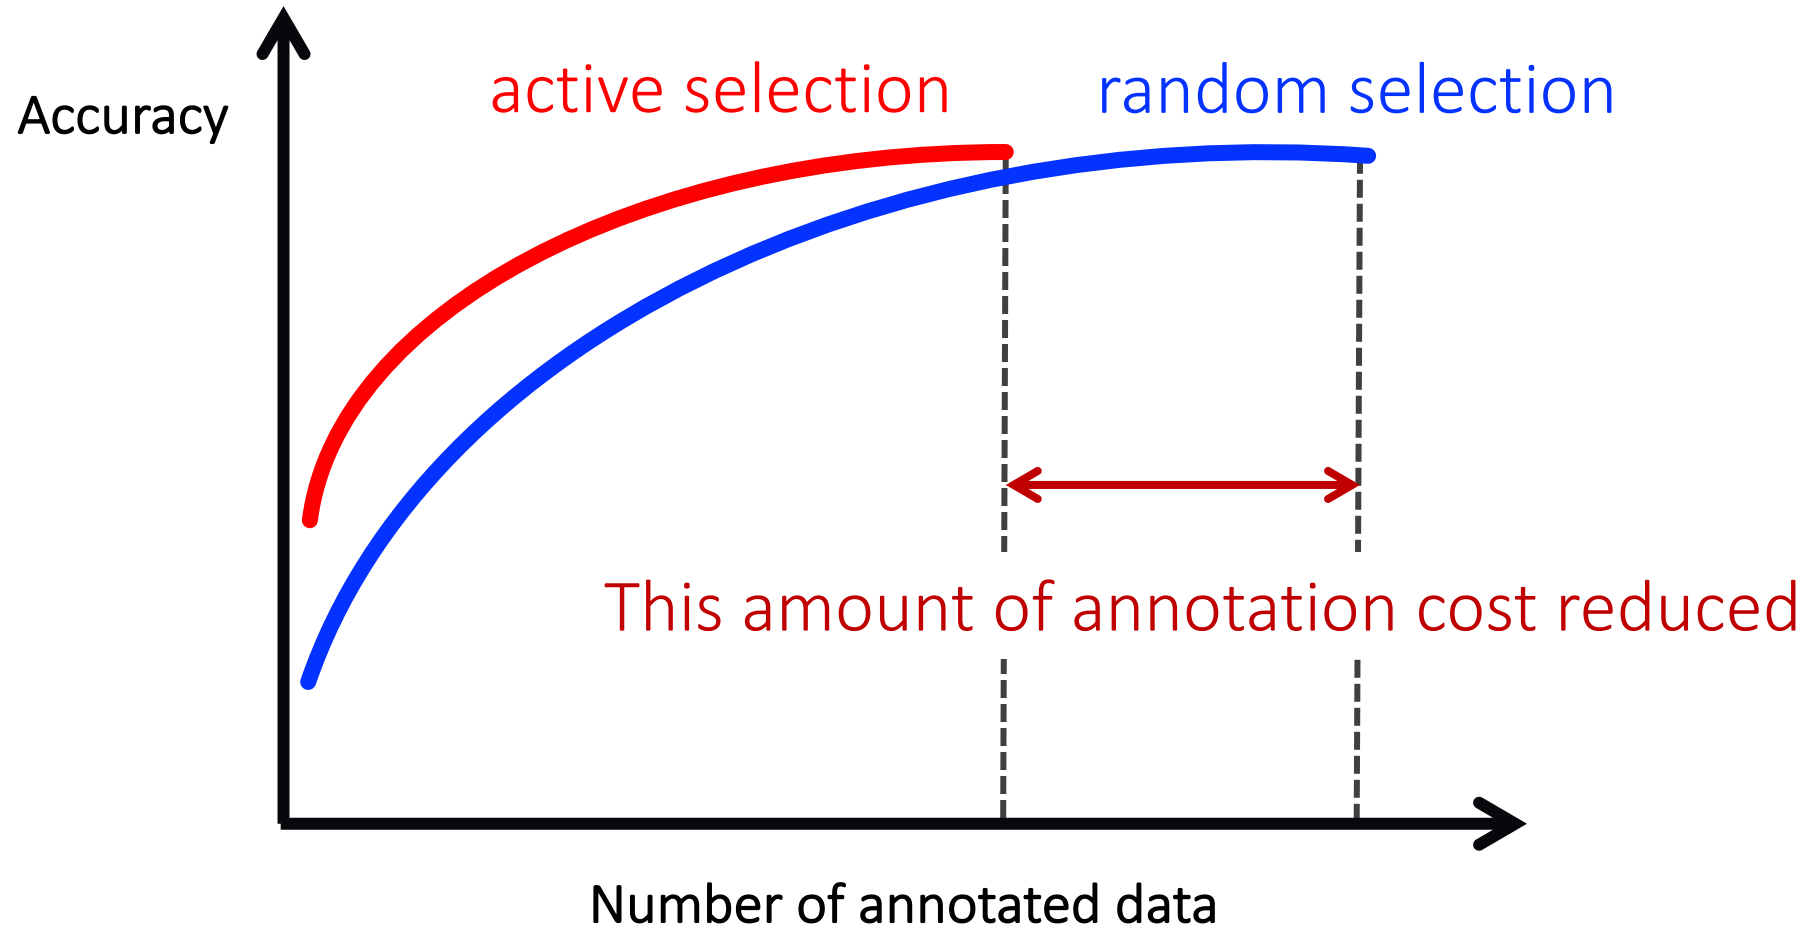 active selection
random selection
Accuracy
This amount of annotation cost reduced
Number of annotated data